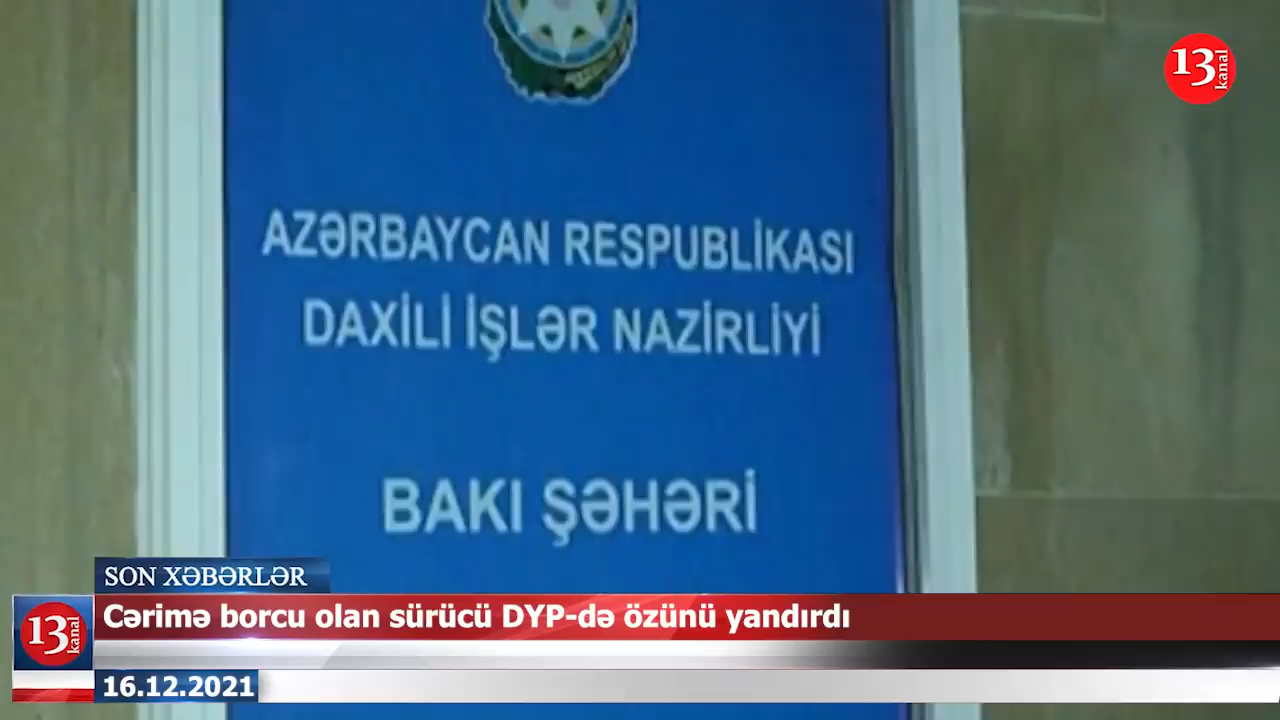 13 kanal
AZƏRBAYCAN RESPUBLİKASI
DAXİLİ İŞLƏR NAZİRLİYİ
BAKI ŞƏHƏRİ
SON XƏBƏRLƏR
13 kanal
Cərimə borcu olan sürücü DYP-də özünü yandırdı
16.12.2021